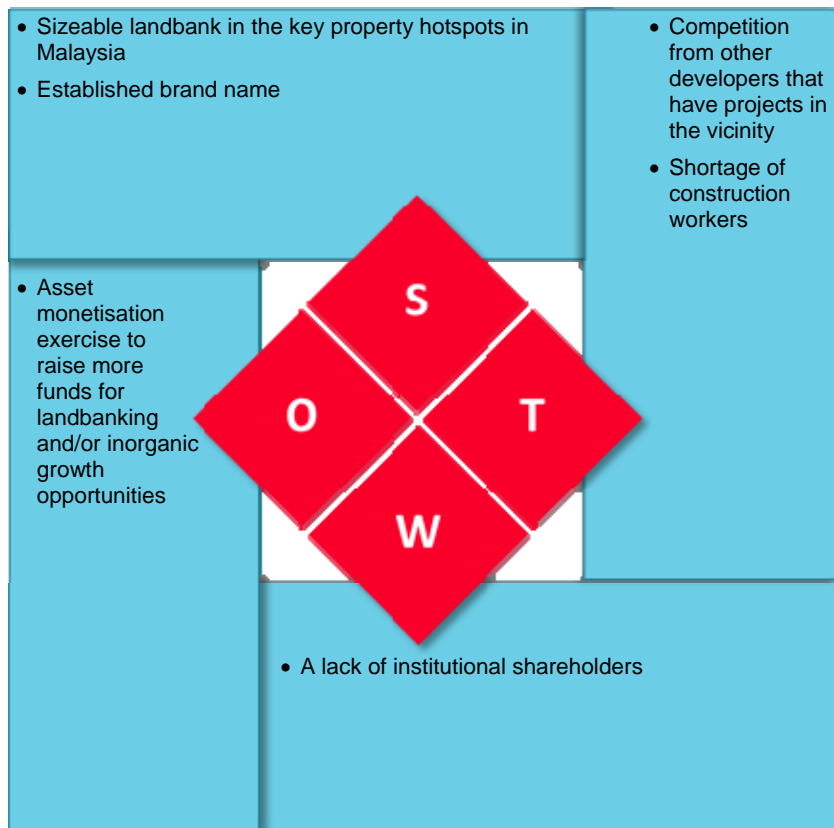 • Sizeable landbank in the key property hotspots in
Malaysia
• Established brand name
• Competition
from other
developers that
have projects in
the vicinity
• Shortage of
construction
workers
• Asset
monetisation
exercise to
raise more
funds for
landbanking
and/or inorganic
growth
opportunities
S
O
T
W
• A lack of institutional shareholders